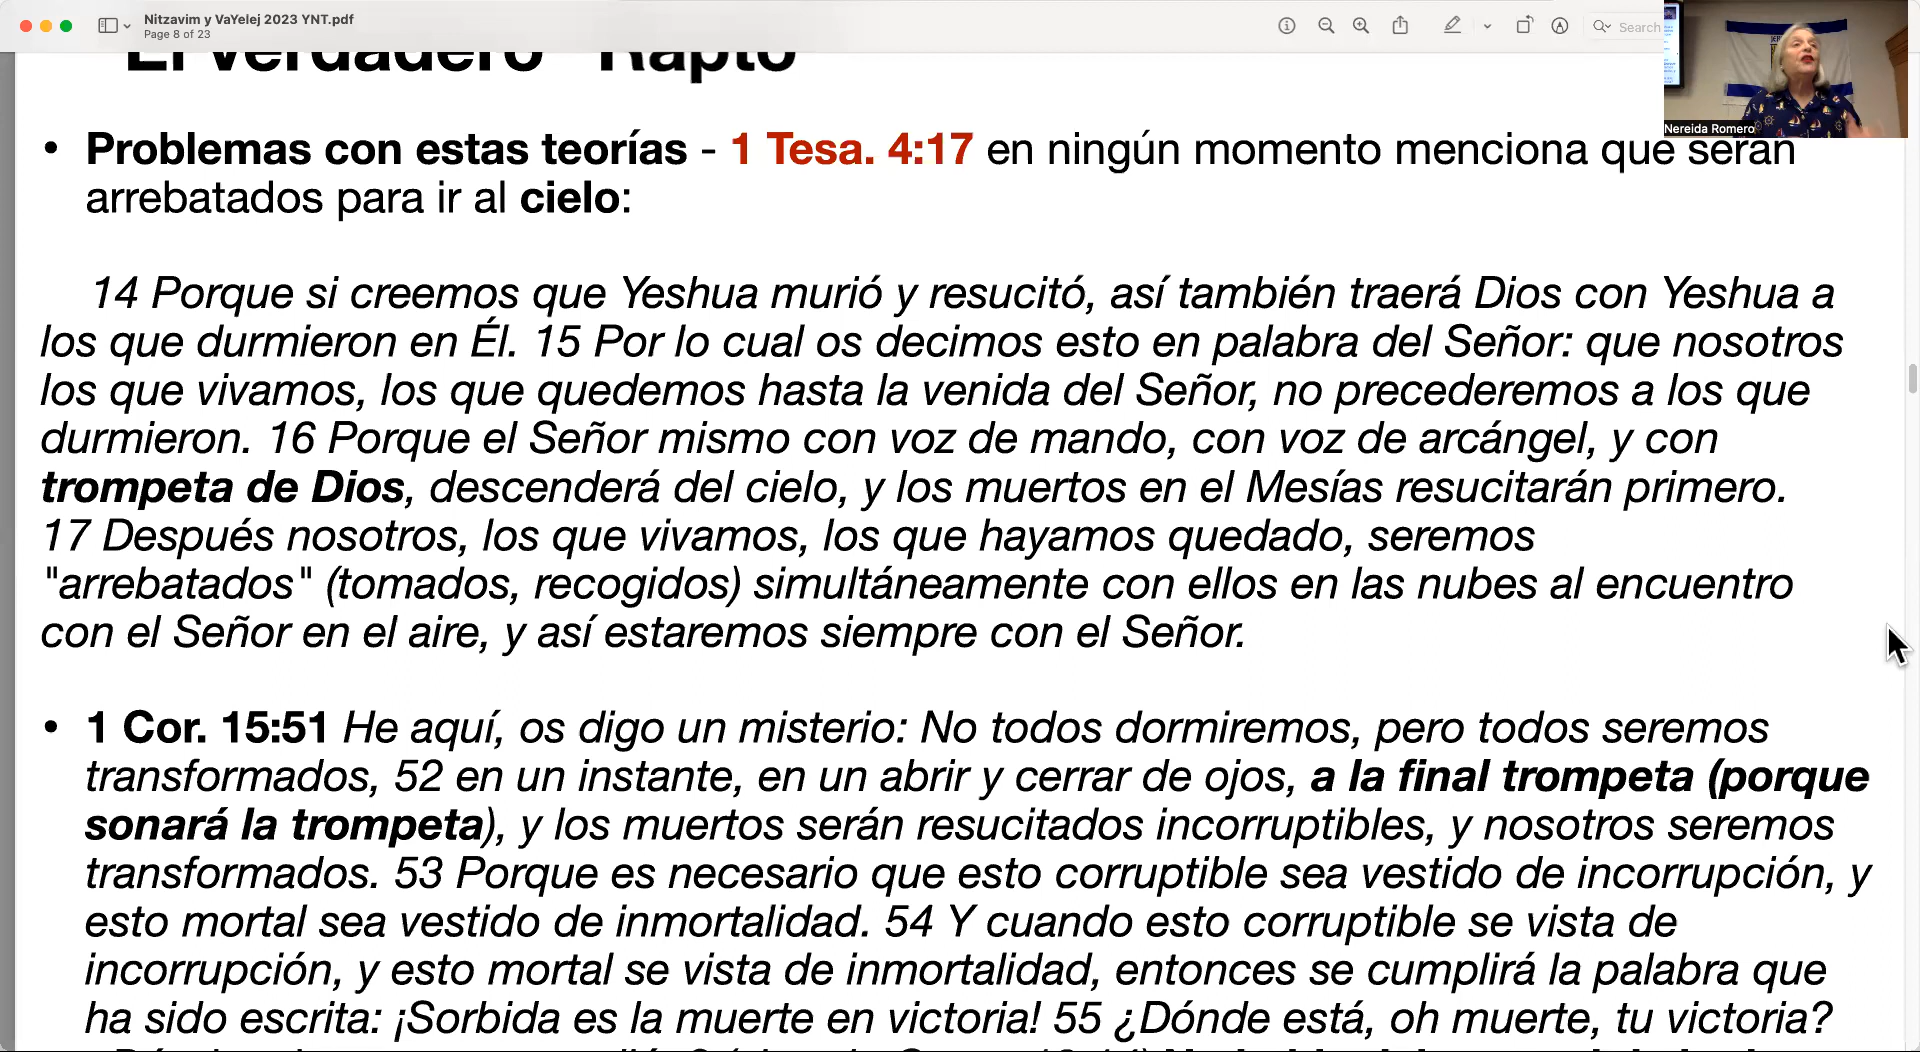 Nitzavim y VaYelej 2023 YNT.pdf
Page 8 of 23
Search
Nereida Romero
El verdadero "Rapto"
• Problemas con estas teorías - 1 Tesa. 4:17 en ningún momento menciona que serán
arrebatados para ir al cielo:
14 Porque si creemos que Yeshua murió y resucitó, así también traerá Dios con Yeshua a
los que durmieron en Él. 15 Por lo cual os decimos esto en palabra del Señor: que nosotros
los que vivamos, los que quedemos hasta la venida del Señor, no precederemos a los que
durmieron. 16 Porque el Señor mismo con voz de mando, con voz de arcángel, y con
trompeta de Dios, descenderá del cielo, y los muertos en el Mesías resucitarán primero.
17 Después nosotros, los que vivamos, los que hayamos quedado, seremos
"arrebatados" (tomados, recogidos) simultáneamente con ellos en las nubes al encuentro
con el Señor en el aire, y así estaremos siempre con el Señor.
• 1 Cor. 15:51 He aquí, os digo un misterio: No todos dormiremos, pero todos seremos
transformados, 52 en un instante, en un abrir y cerrar de ojos, a la final trompeta (porque
sonará la trompeta), y los muertos serán resucitados incorruptibles, y nosotros seremos
transformados. 53 Porque es necesario que esto corruptible sea vestido de incorrupción, y
esto mortal sea vestido de inmortalidad. 54 Y cuando esto corruptible se vista de
incorrupción, y esto mortal se vista de inmortalidad, entonces se cumplirá la palabra que
ha sido escrita: ¡Sorbida es la muerte en victoria! 55 ¿Dónde está, oh muerte, tu victoria?